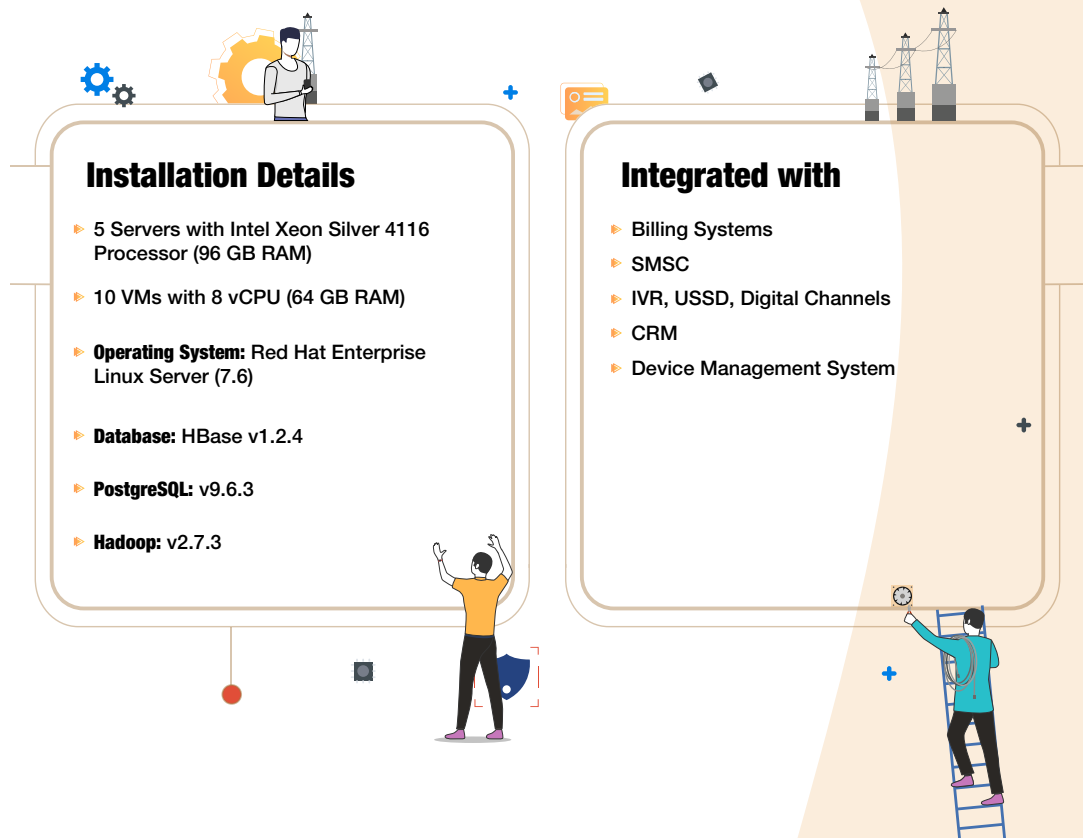 Installation Details
5 Servers with Intel Xeon Silver 4116
Processor (96 GB RAM)
10 VMs with 8 vCPU (64 GB RAM)
Operating System: Red Hat Enterprise
Linux Server (7.6)
Database: HBase v1.2.4
PostgreSQL: v9.6.3
Hadoop: v2.7.3
Integrated with
Billing Systems
SMSC
IVR, USSD, Digital Channels
CRM
Device Management System